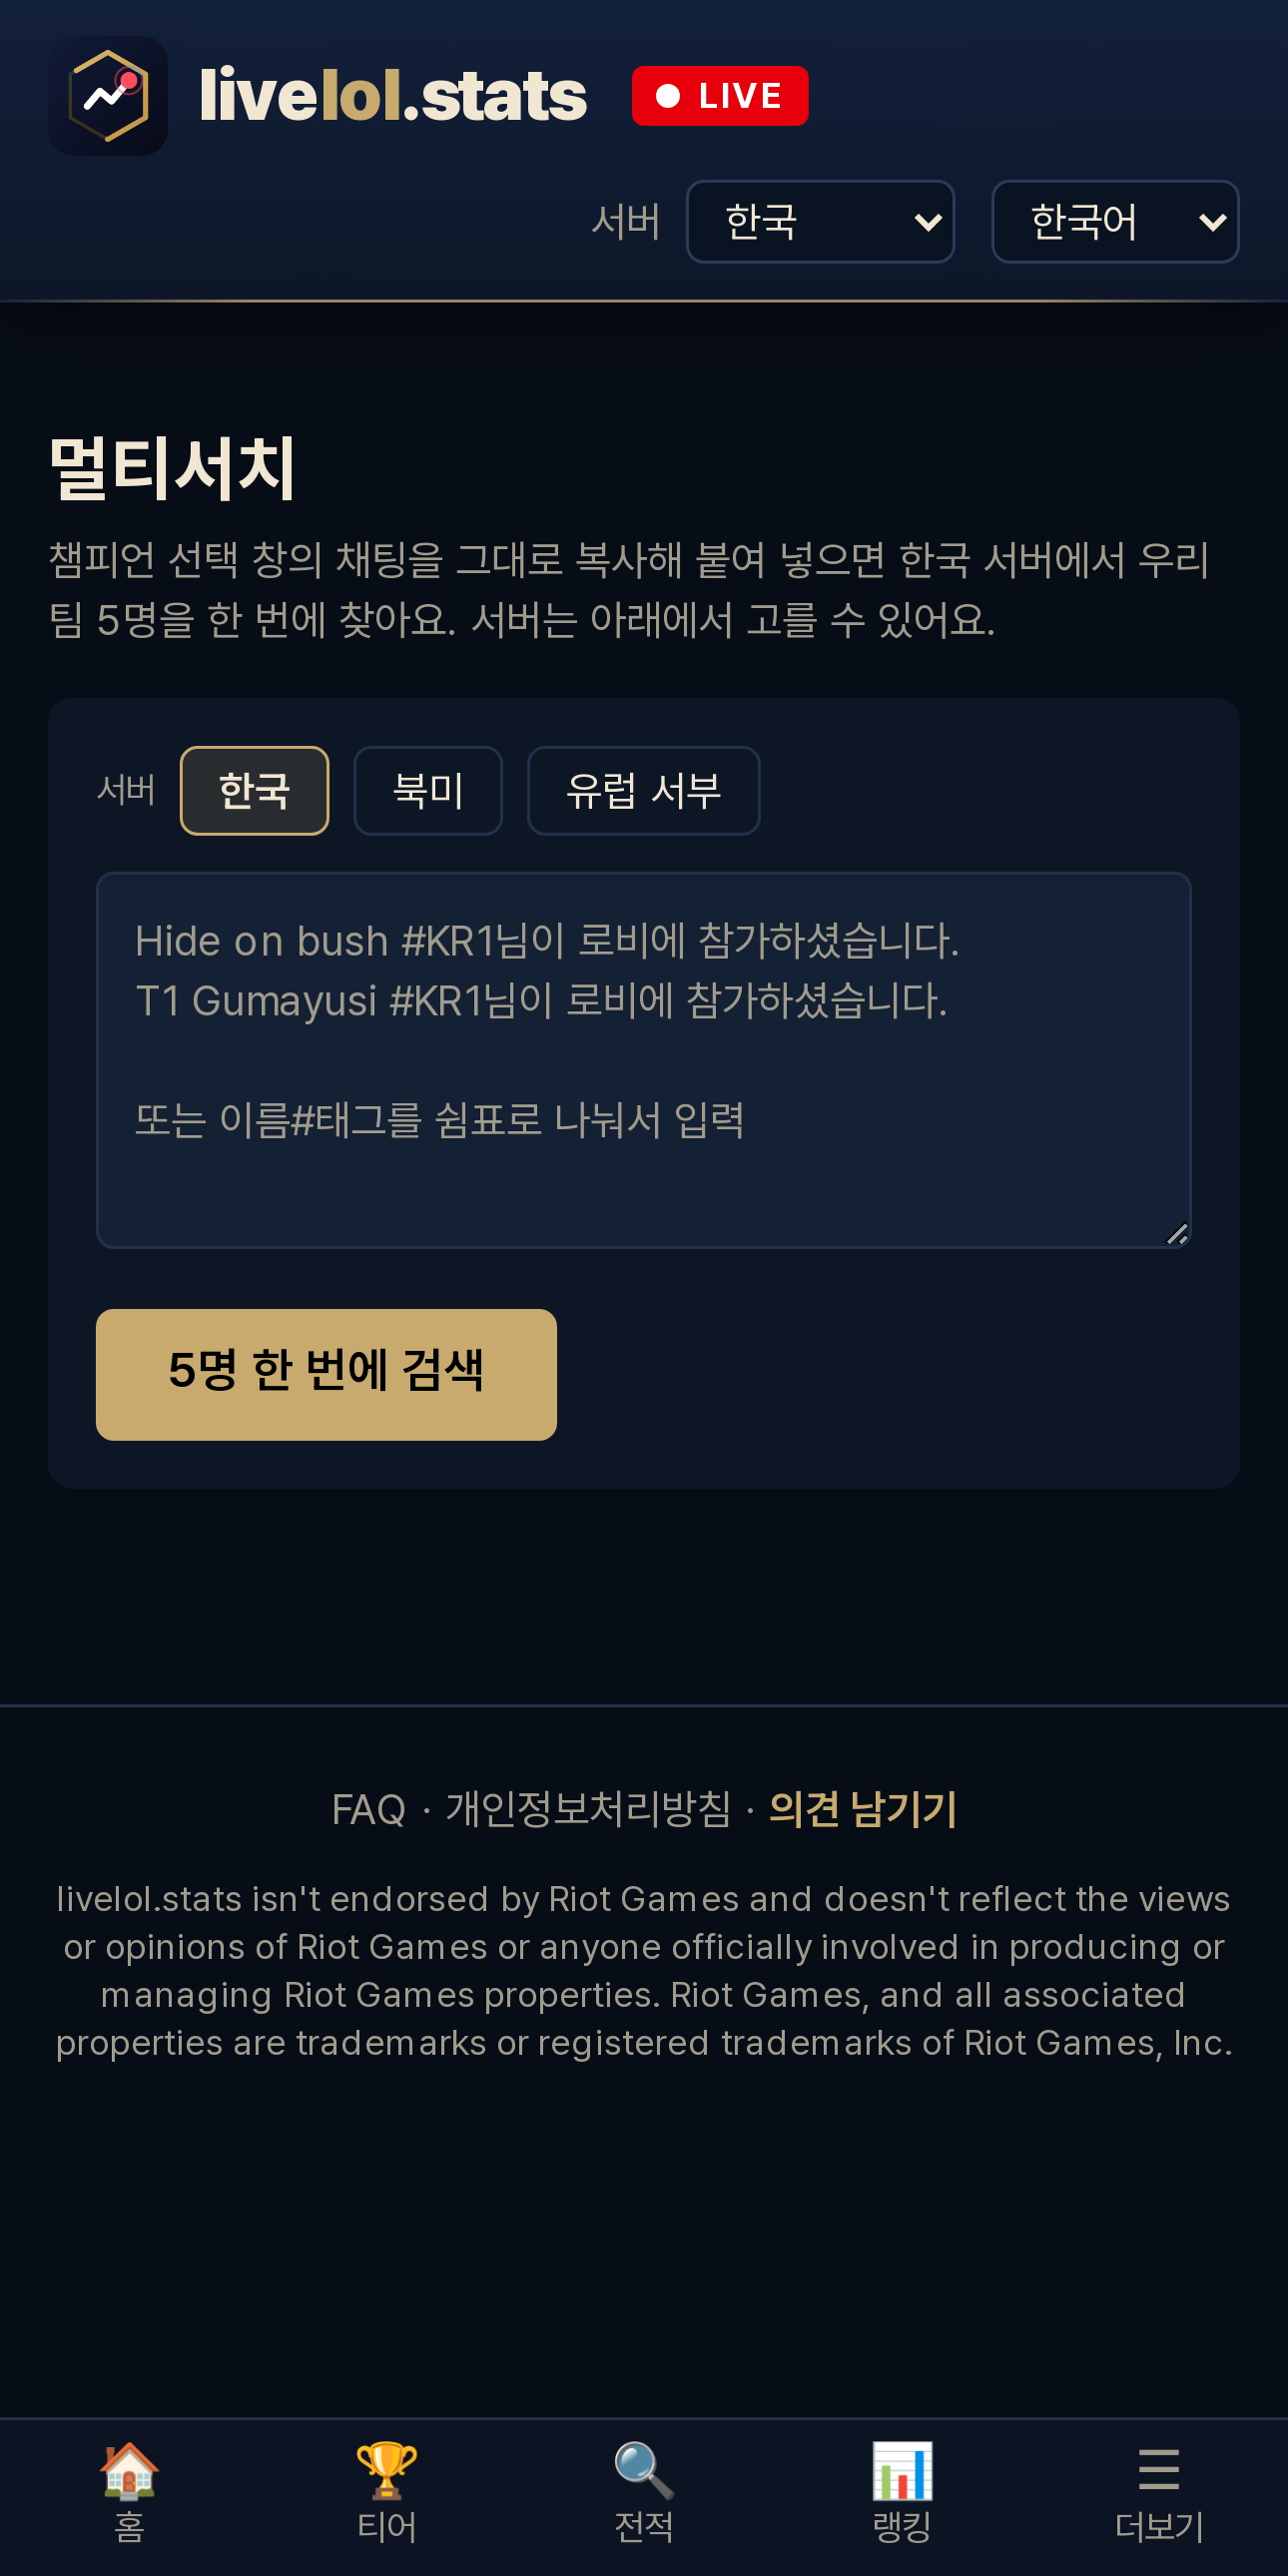 livelol.stats LIVE
서버 한국 한국어
멀티서치
챔피언 선택 창의 채팅을 그대로 복사해 붙여 넣으면 한국 서버에서 우리
팀 5명을 한 번에 찾아요. 서버는 아래에서 고를 수 있어요.
서버 한국 북미 유럽 서부
Hide on bush #KR1님이 로비에 참가하셨습니다.
T1 Gumayusi #KR1님이 로비에 참가하셨습니다.
또는 이름#태그를 쉼표로 나눠서 입력
5명 한 번에 검색
FAQ · 개인정보처리방침 · 의견 남기기
livelol.stats isn't endorsed by Riot Games and doesn't reflect the views
or opinions of Riot Games or anyone officially involved in producing or
managing Riot Games properties. Riot Games, and all associated
properties are trademarks or registered trademarks of Riot Games, Inc.
홈 티어 전적 랭킹 더보기